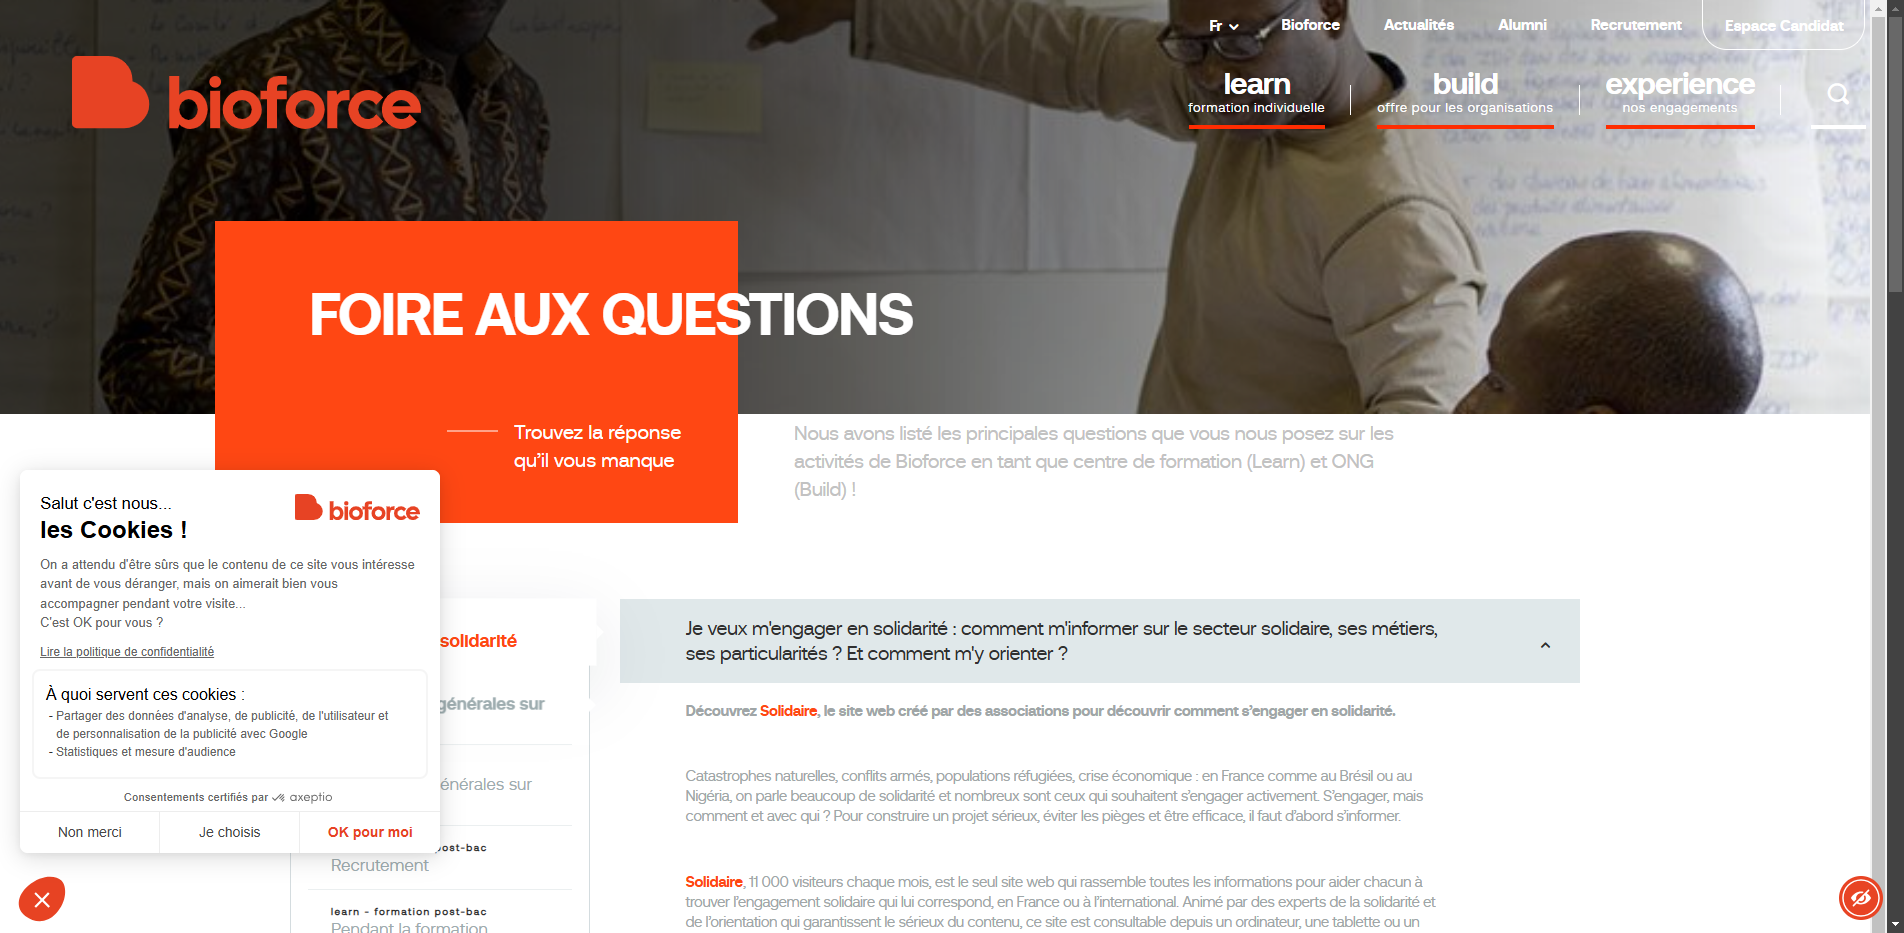 Fr
Bioforce
Actualités
Alumni
Recrutement
Espace Candidat
bioforce
learn
formation individuelle
build
offre pour les organisations
experience
nos engagements
FOIRE AUX QUESTIONS
Trouvez la réponse
qu’il vous manque
Nous avons listé les principales questions que vous nous posez sur les
activités de Bioforce en tant que centre de formation (Learn) et ONG
(Build) !
Salut c'est nous...
les Cookies !
bioforce
On a attendu d'être sûrs que le contenu de ce site vous intéresse
avant de vous déranger, mais on aimerait bien vous
accompagner pendant votre visite...
C'est OK pour vous ?
Lire la politique de confidentialité
À quoi servent ces cookies :
- Partager des données d'analyse, de publicité, de l'utilisateur et
de personnalisation de la publicité avec Google
- Statistiques et mesure d'audience
Consentements certifiés par axeptio
Non merci
Je choisis
OK pour moi
solidarité
générales sur
énérales sur
post-bac
Recrutement
learn - formation post-bac
Pendant la formation
Je veux m'engager en solidarité : comment m'informer sur le secteur solidaire, ses métiers,
ses particularités ? Et comment m'y orienter ?
Découvrez Solidaire, le site web créé par des associations pour découvrir comment s’engager en solidarité.
Catastrophes naturelles, conflits armés, populations réfugiées, crise économique : en France comme au Brésil ou au
Nigéria, on parle beaucoup de solidarité et nombreux sont ceux qui souhaitent s’engager activement. S’engager, mais
comment et avec qui ? Pour construire un projet sérieux, éviter les pièges et être efficace, il faut d’abord s’informer.
Solidaire, 11 000 visiteurs chaque mois, est le seul site web qui rassemble toutes les informations pour aider chacun à
trouver l’engagement solidaire qui lui correspond, en France ou à l’international. Animé par des experts de la solidarité et
de l’orientation qui garantissent le sérieux du contenu, ce site est consultable depuis un ordinateur, une tablette ou un